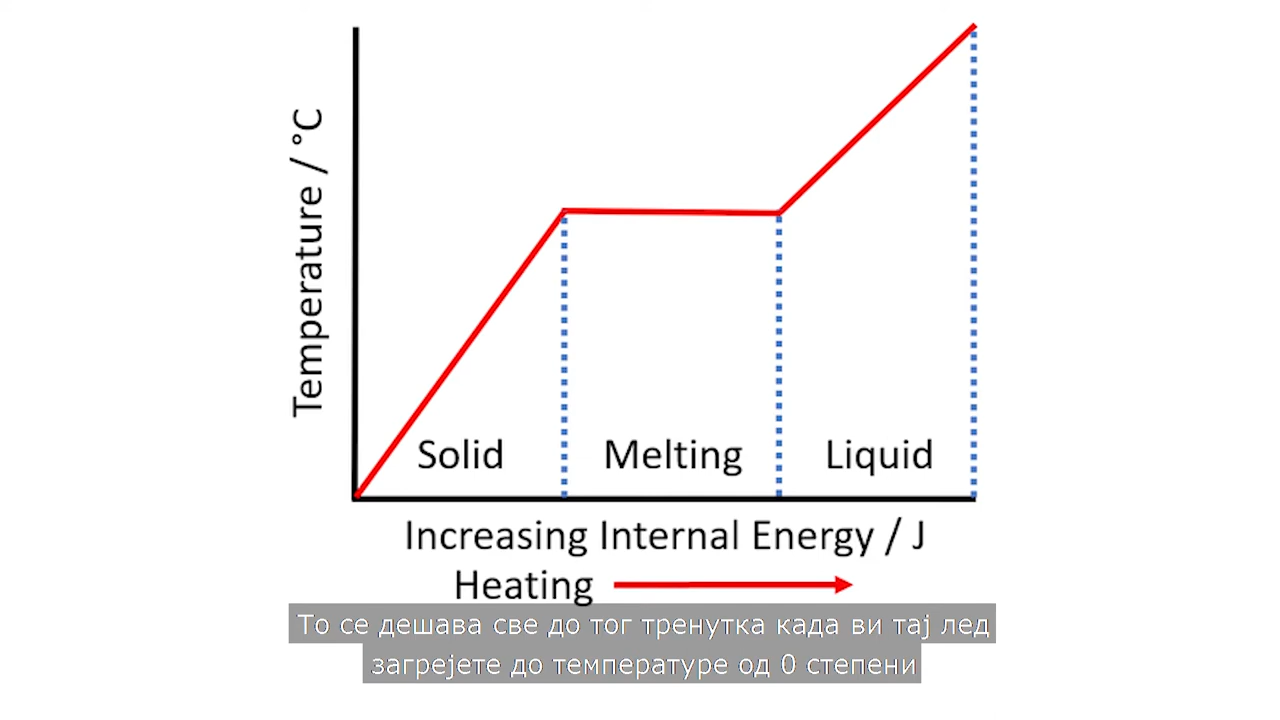 Temperature / °C
Solid
Melting
Liquid
Increasing Internal Energy / J
Heating
То се дешава све до тог тренутка када ви тај лед
загрејете до температуре од 0 степени